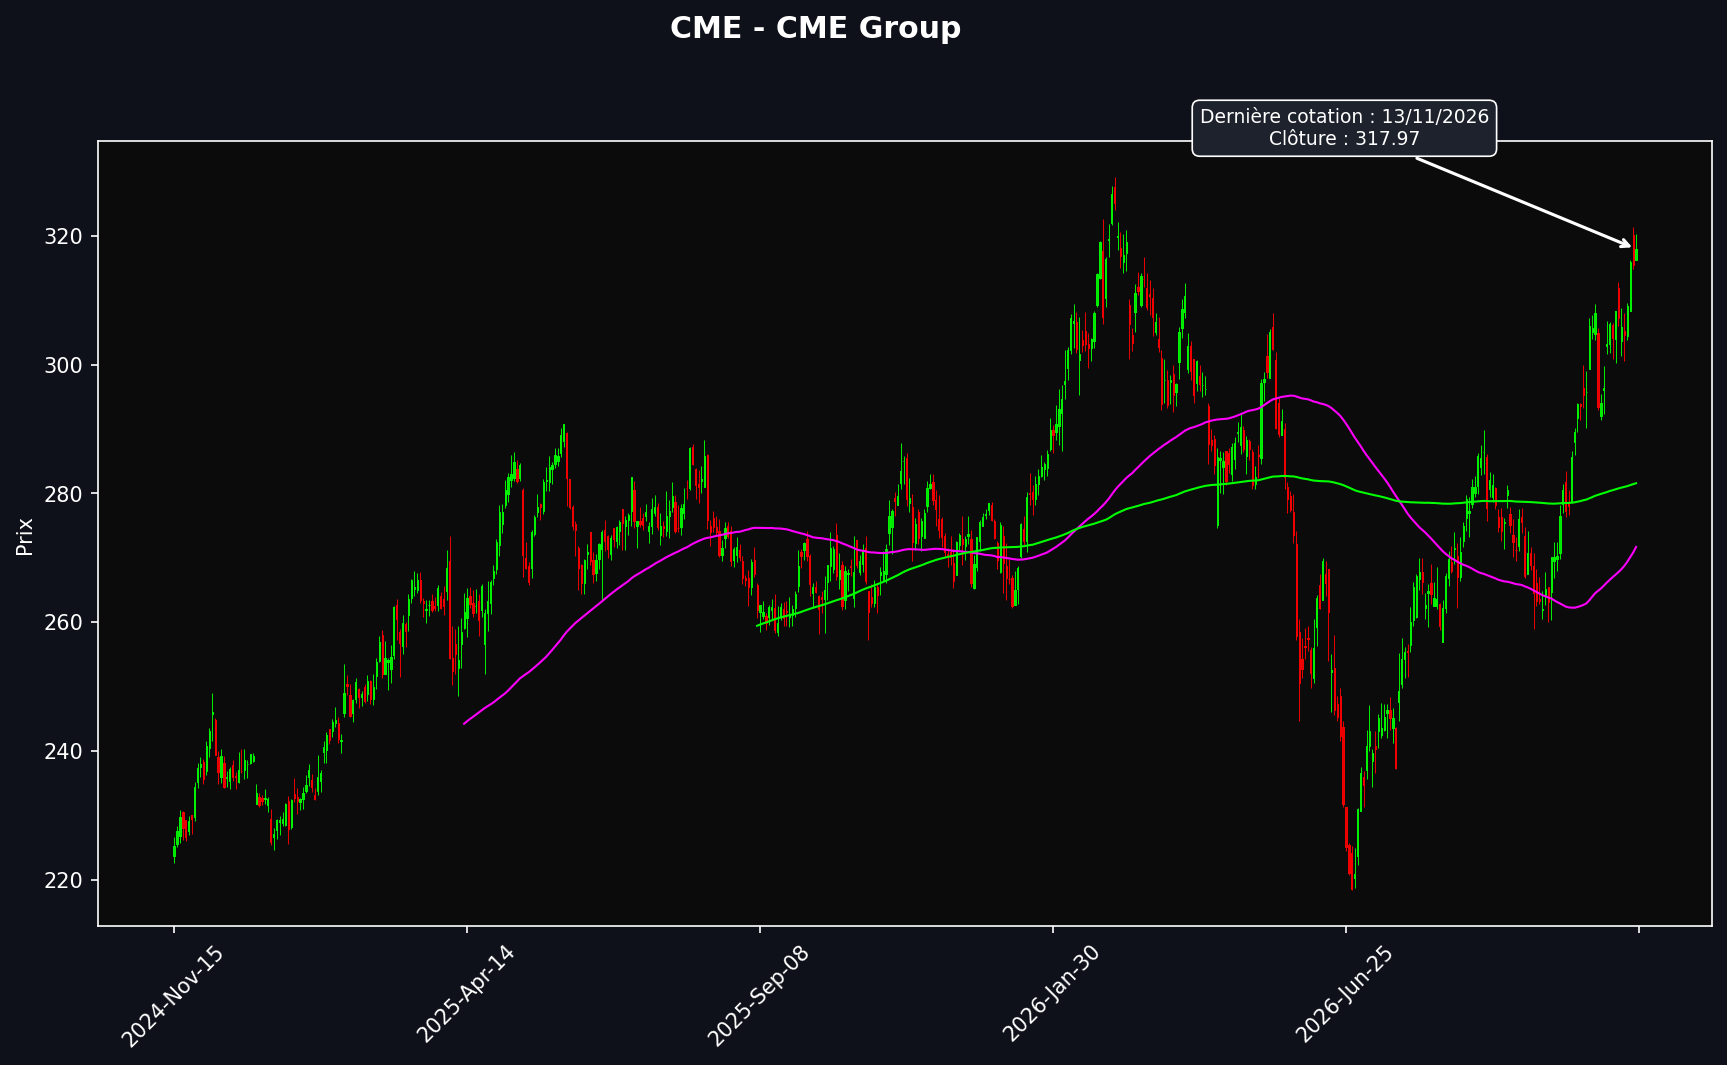 CME - CME Group
Dernière cotation : 13/11/2026
Clôture : 317.97
Prix
320
300
280
260
240
220
2024-Nov-15
2025-Apr-14
2025-Sep-08
2026-Jan-30
2026-Jun-25